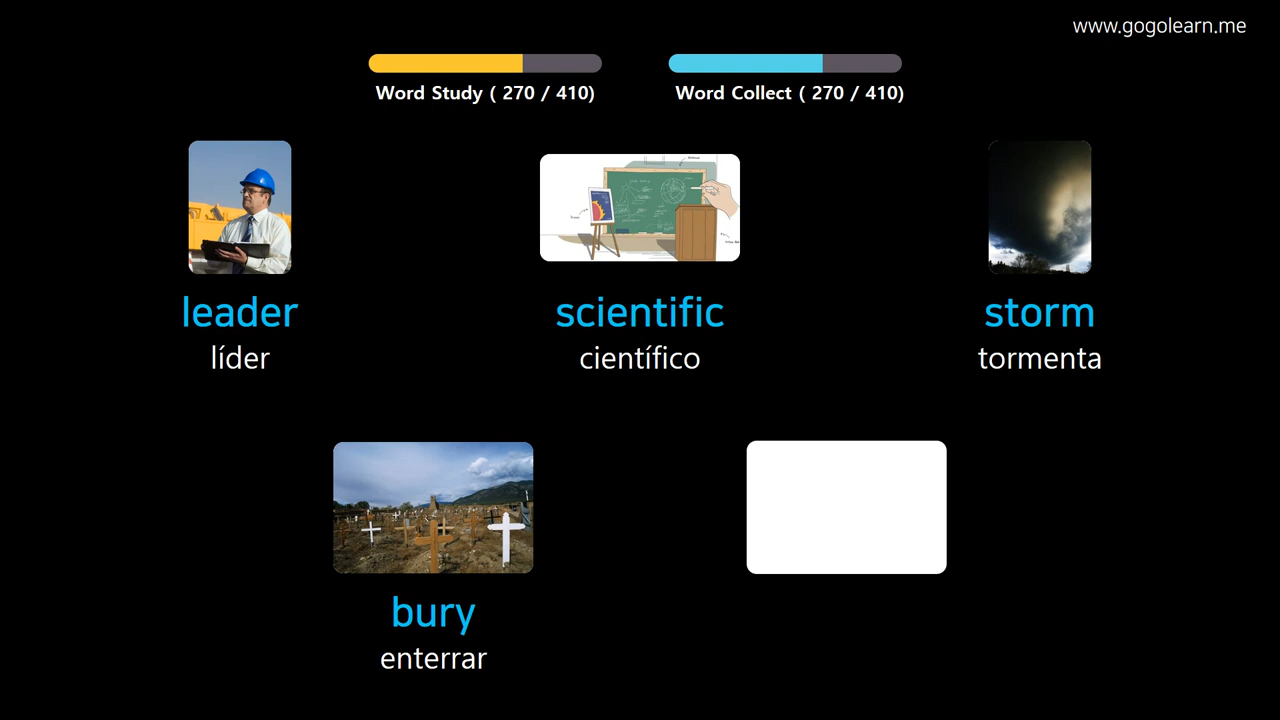 www.gogolearn.me
Word Study ( 270 / 410)
Word Collect ( 270 / 410)
leader
líder
scientific
científico
storm
tormenta
bury
enterrar